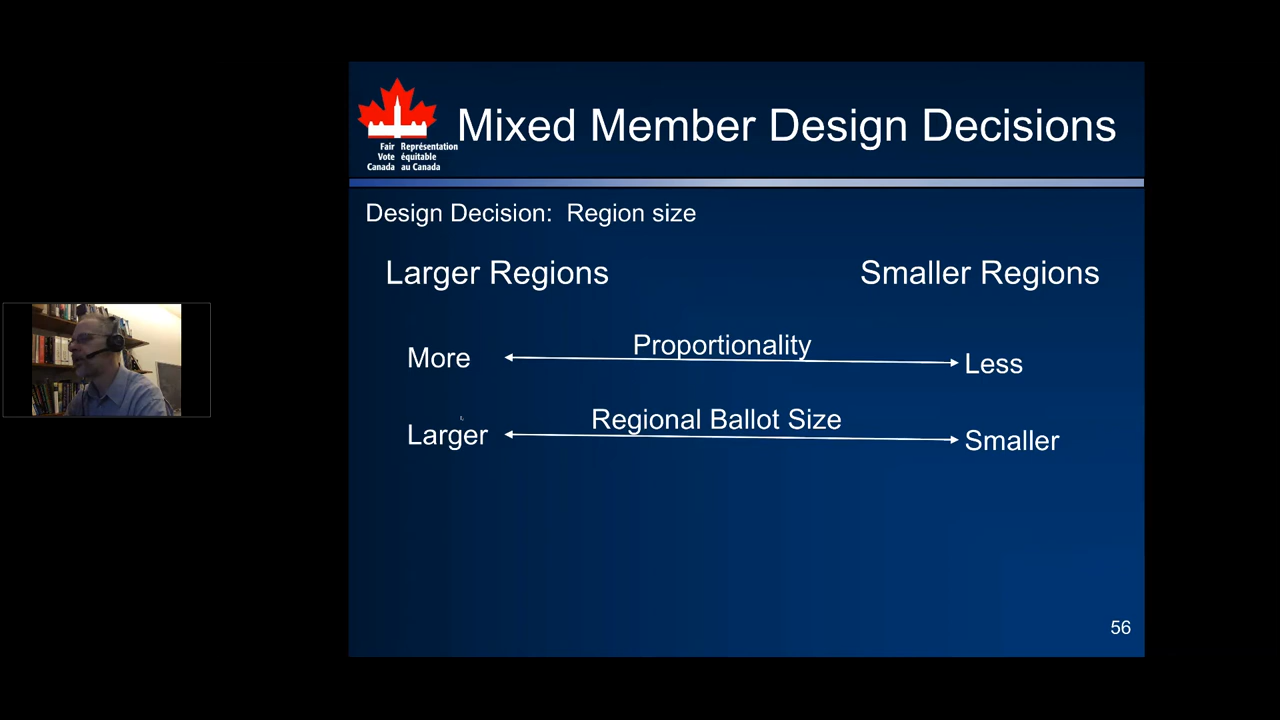 Mixed Member Design Decisions
Fair Représentation
Vote équitable
Canada au Canada
Design Decision: Region size
Larger Regions Smaller Regions
More Proportionality Less
Larger Regional Ballot Size Smaller
56